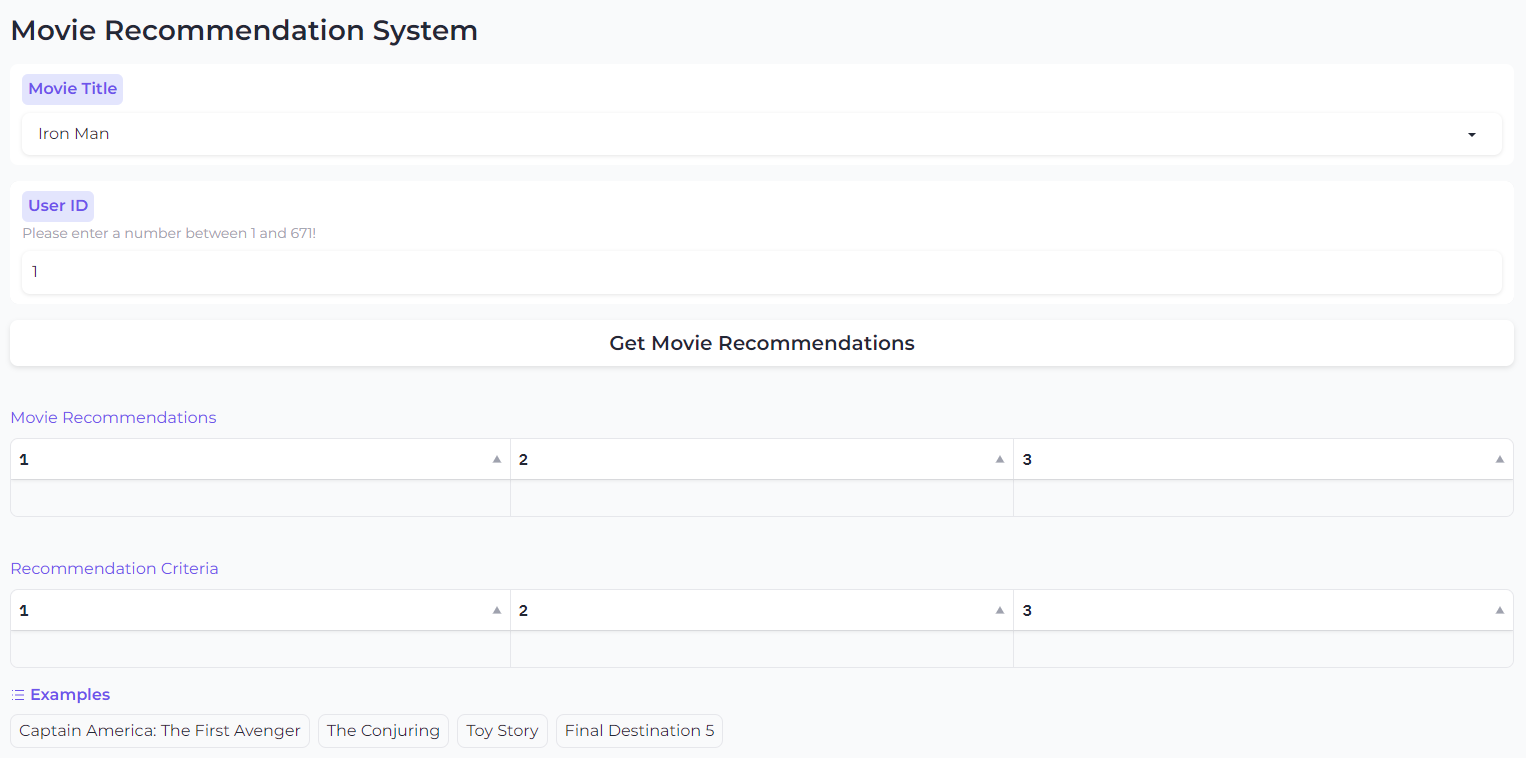 Movie Recommendation System
Movie Title
Iron Man
User ID
Please enter a number between 1 and 671!
1
Get Movie Recommendations
Movie Recommendations
1 2 3
Recommendation Criteria
1 2 3
Examples
Captain America: The First Avenger The Conjuring Toy Story Final Destination 5